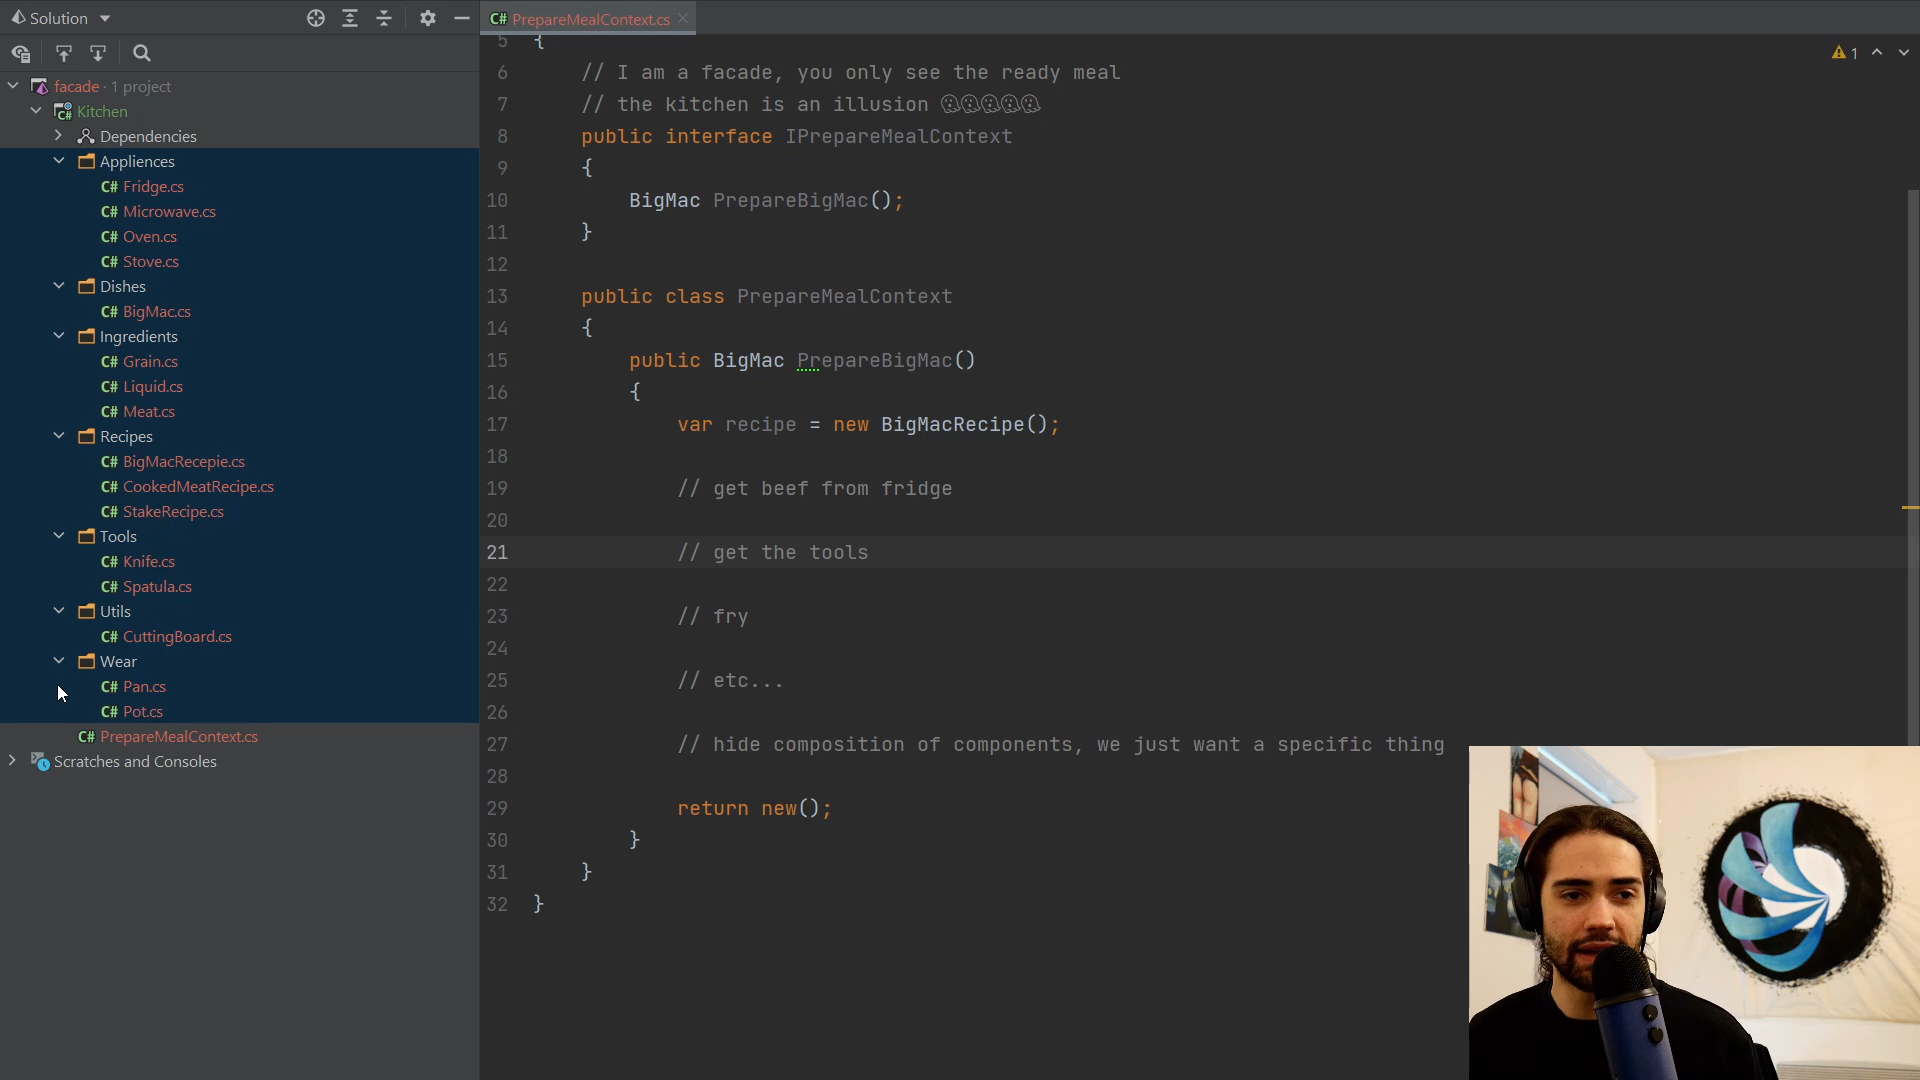 Solution
facade · 1 project
Kitchen
Dependencies
Appliences
C# Fridge.cs
C# Microwave.cs
C# Oven.cs
C# Stove.cs
Dishes
C# BigMac.cs
Ingredients
C# Grain.cs
C# Liquid.cs
C# Meat.cs
Recipes
C# BigMacRecepie.cs
C# CookedMeatRecipe.cs
C# StakeRecipe.cs
Tools
C# Knife.cs
C# Spatula.cs
Utils
C# CuttingBoard.cs
Wear
C# Pan.cs
C# Pot.cs
C# PrepareMealContext.cs
Scratches and Consoles
C# PrepareMealContext.cs
1
5 {
6 // I am a facade, you only see the ready meal
7 // the kitchen is an illusion
8 public interface IPrepareMealContext
9 {
10 BigMac PrepareBigMac();
11 }
12
13 public class PrepareMealContext
14 {
15 public BigMac PrepareBigMac()
16 {
17 var recipe = new BigMacRecipe();
18
19 // get beef from fridge
20
21 // get the tools
22
23 // fry
24
25 // etc...
26
27 // hide composition of components, we just want a specific thing
28
29 return new();
30 }
31 }
32 }